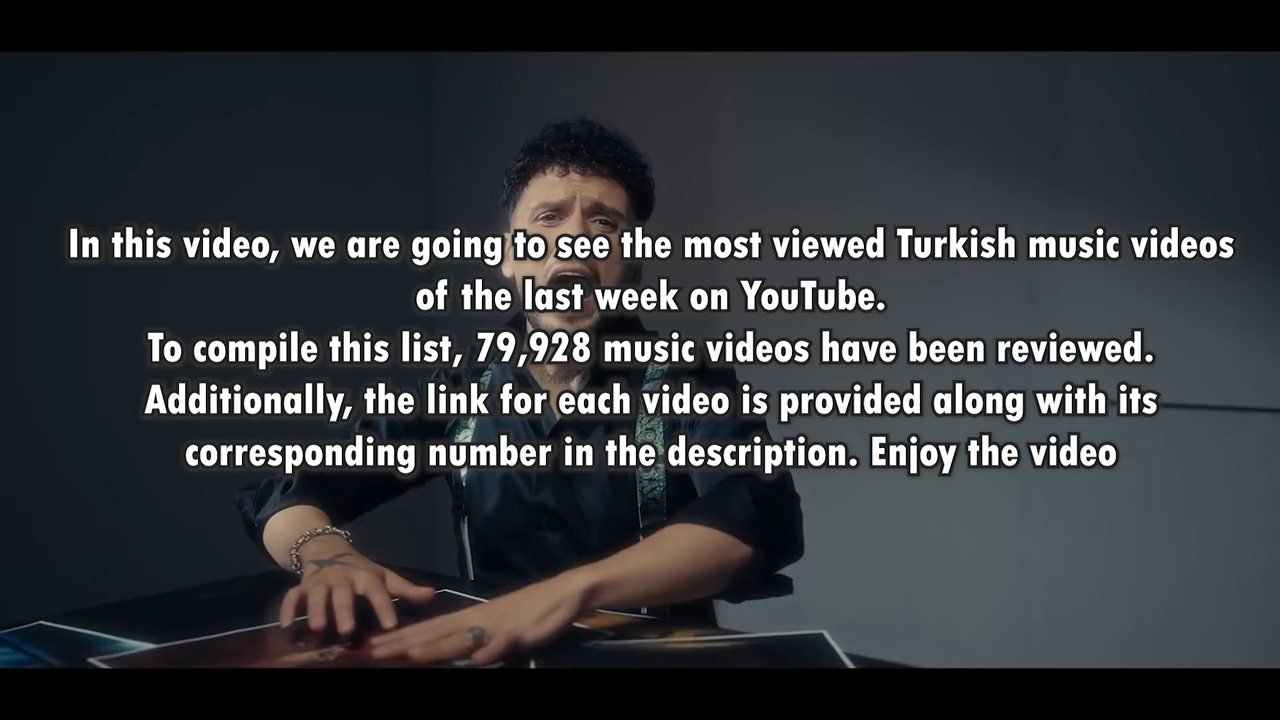 In this video, we are going to see the most viewed Turkish music videos
of the last week on YouTube.
To compile this list, 79,928 music videos have been reviewed.
Additionally, the link for each video is provided along with its
corresponding number in the description. Enjoy the video